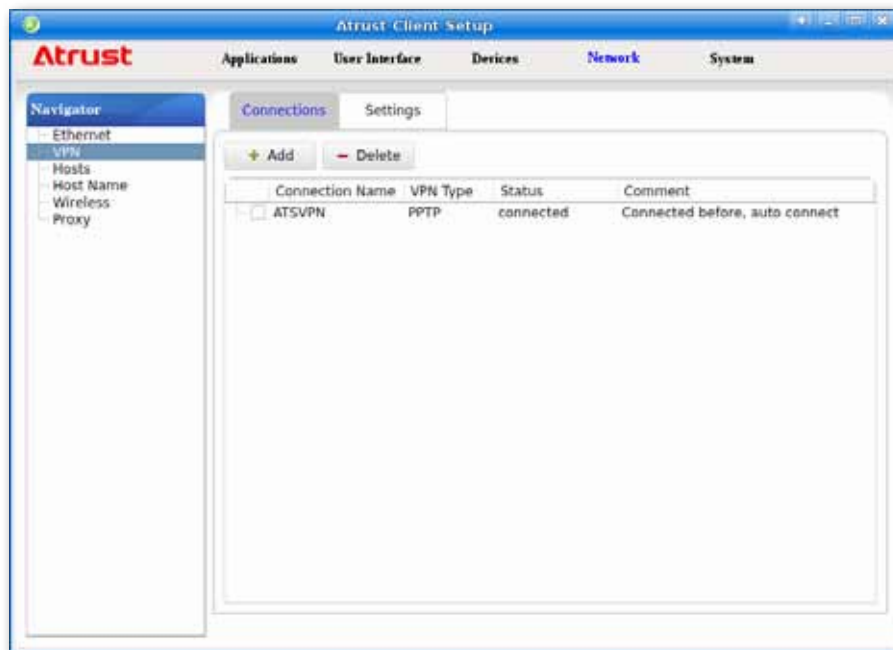 Atrust Client Setup
Atrust
Applications User Interface Devices Network System
Navigator
Ethernet
VPN
Hosts
Host Name
Wireless
Proxy
Connections Settings
+ Add - Delete
Connection Name VPN Type Status Comment
ATSVPN PPTP connected Connected before, auto connect